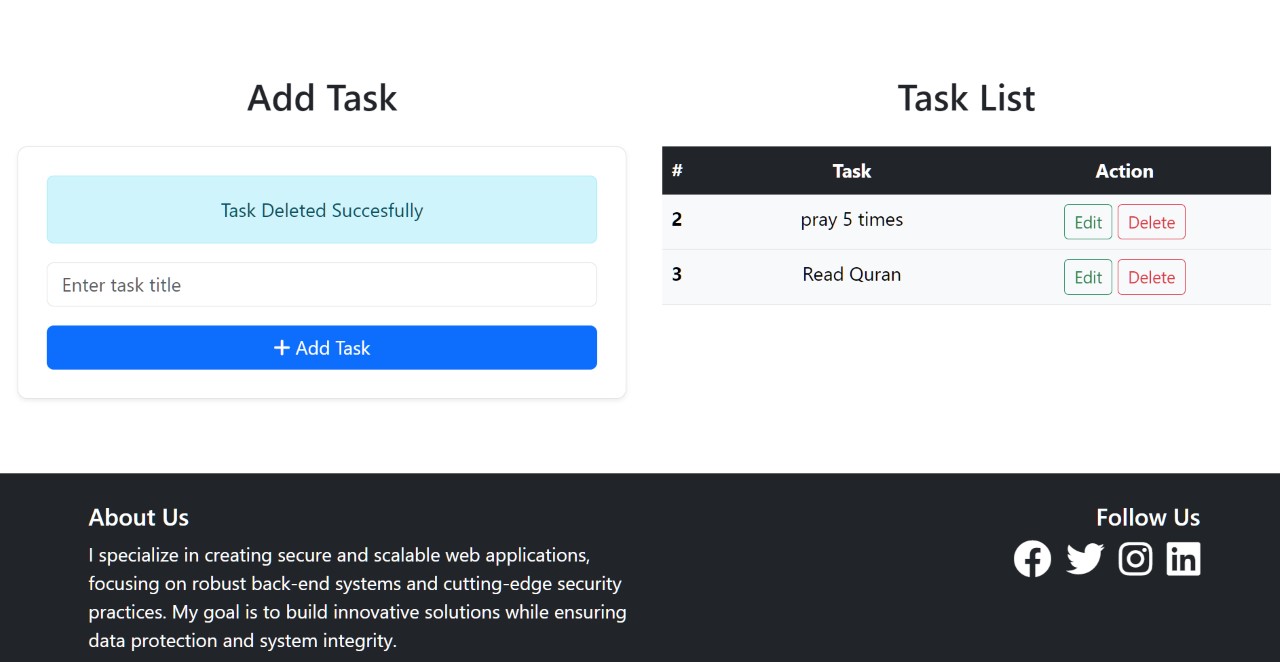 Add Task
Task Deleted Succesfully
Enter task title
+ Add Task
Task List
# Task Action
2 pray 5 times Edit Delete
3 Read Quran Edit Delete
About Us
I specialize in creating secure and scalable web applications,
focusing on robust back-end systems and cutting-edge security
practices. My goal is to build innovative solutions while ensuring
data protection and system integrity.
Follow Us